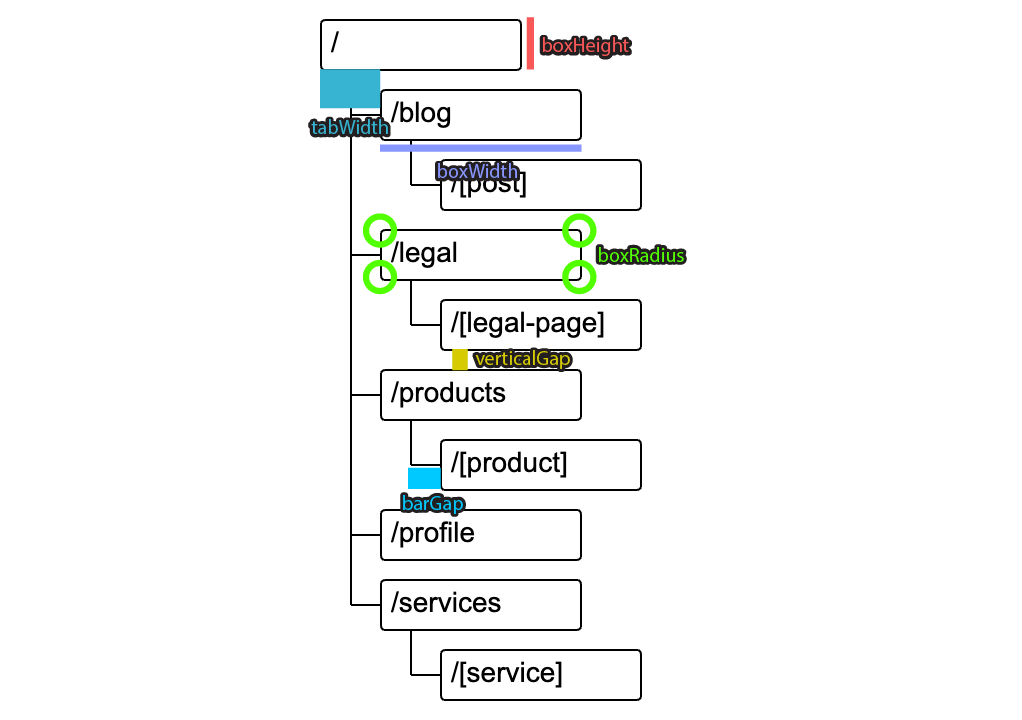 /
boxHeight
/blog
tabWidth
boxWidth
/[post]
/legal
boxRadius
/[legal-page]
verticalGap
/products
/[product]
barGap
/profile
/services
/[service]